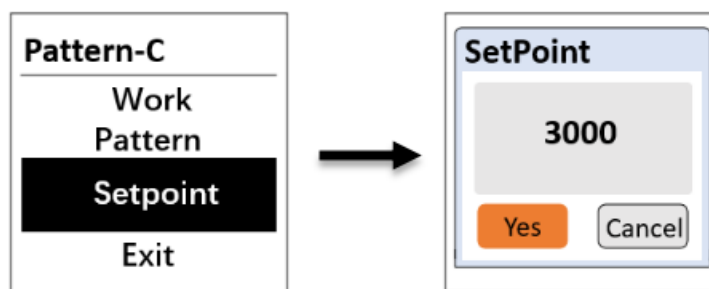 Pattern-C
Work
Pattern
Setpoint
Exit
SetPoint
3000
Yes
Cancel